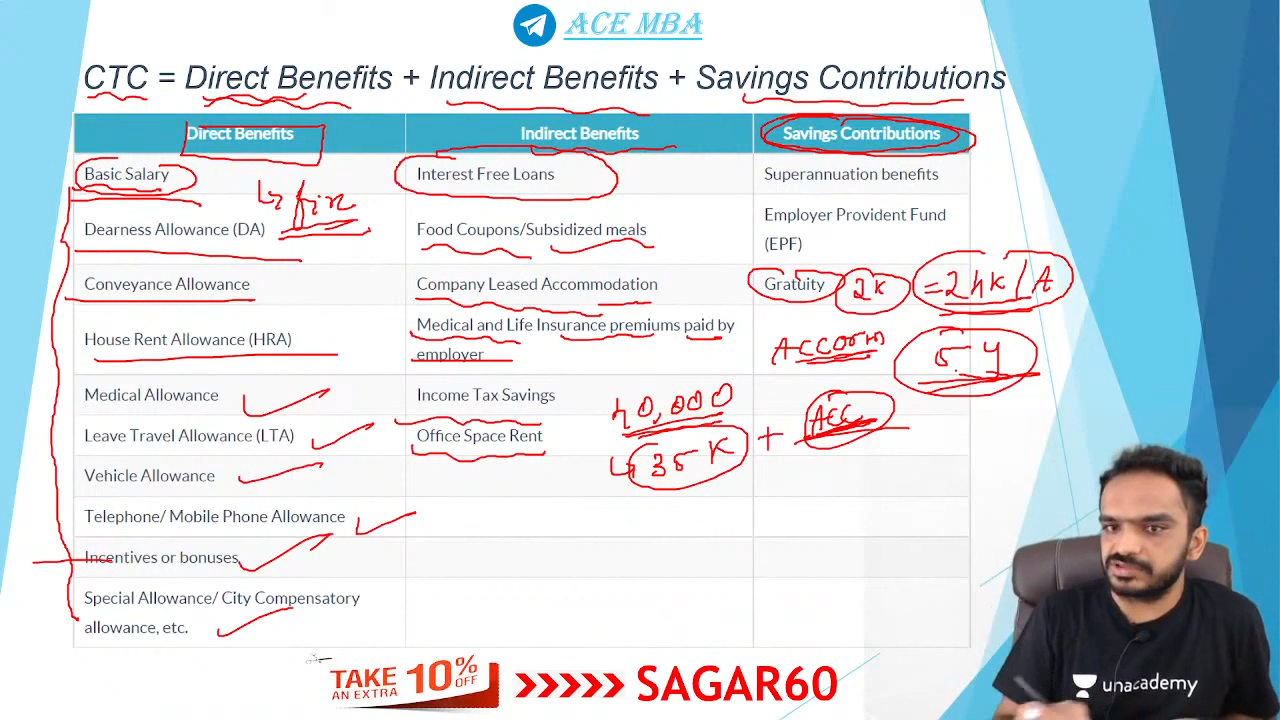 ACE MBA
CTC = Direct Benefits + Indirect Benefits + Savings Contributions
Direct Benefits Indirect Benefits Savings Contributions
Basic Salary Interest Free Loans Superannuation benefits
fix
Dearness Allowance (DA) Food Coupons/Subsidized meals Employer Provident Fund
(EPF)
Conveyance Allowance Company Leased Accommodation Gratuity 2K = 24K/A
House Rent Allowance (HRA) Medical and Life Insurance premiums paid by
employer
5 y
Medical Allowance Income Tax Savings
Leave Travel Allowance (LTA) Office Space Rent
35K + ACC
Vehicle Allowance
Telephone/ Mobile Phone Allowance
Incentives or bonuses
Special Allowance/ City Compensatory
allowance, etc.
TAKE 10% OFF
AN EXTRA
SAGAR60
unacademy